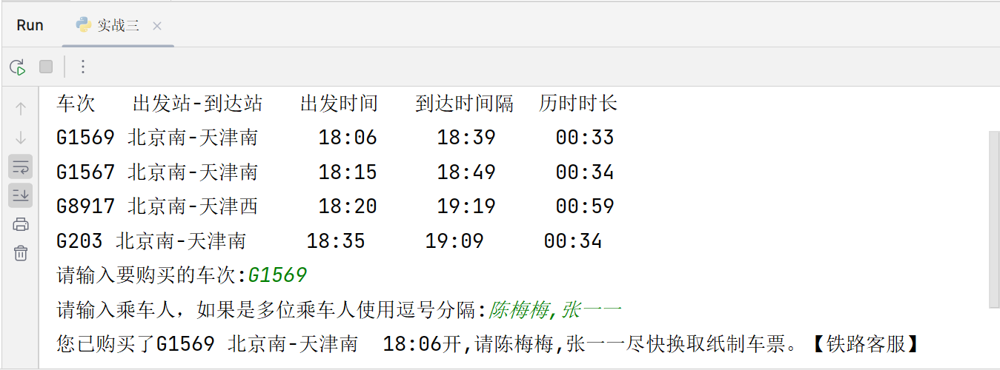 Run 实战三 ×
车次 出发站-到达站 出发时间 到达时间隔 历时时长
G1569 北京南-天津南 18:06 18:39 00:33
G1567 北京南-天津南 18:15 18:49 00:34
G8917 北京南-天津西 18:20 19:19 00:59
G203 北京南-天津南 18:35 19:09 00:34
请输入要购买的车次:G1569
请输入乘车人，如果是多位乘车人使用逗号分隔:陈梅梅,张一一
您已购买了G1569 北京南-天津南 18:06开,请陈梅梅,张一一尽快换取纸制车票。【铁路客服】